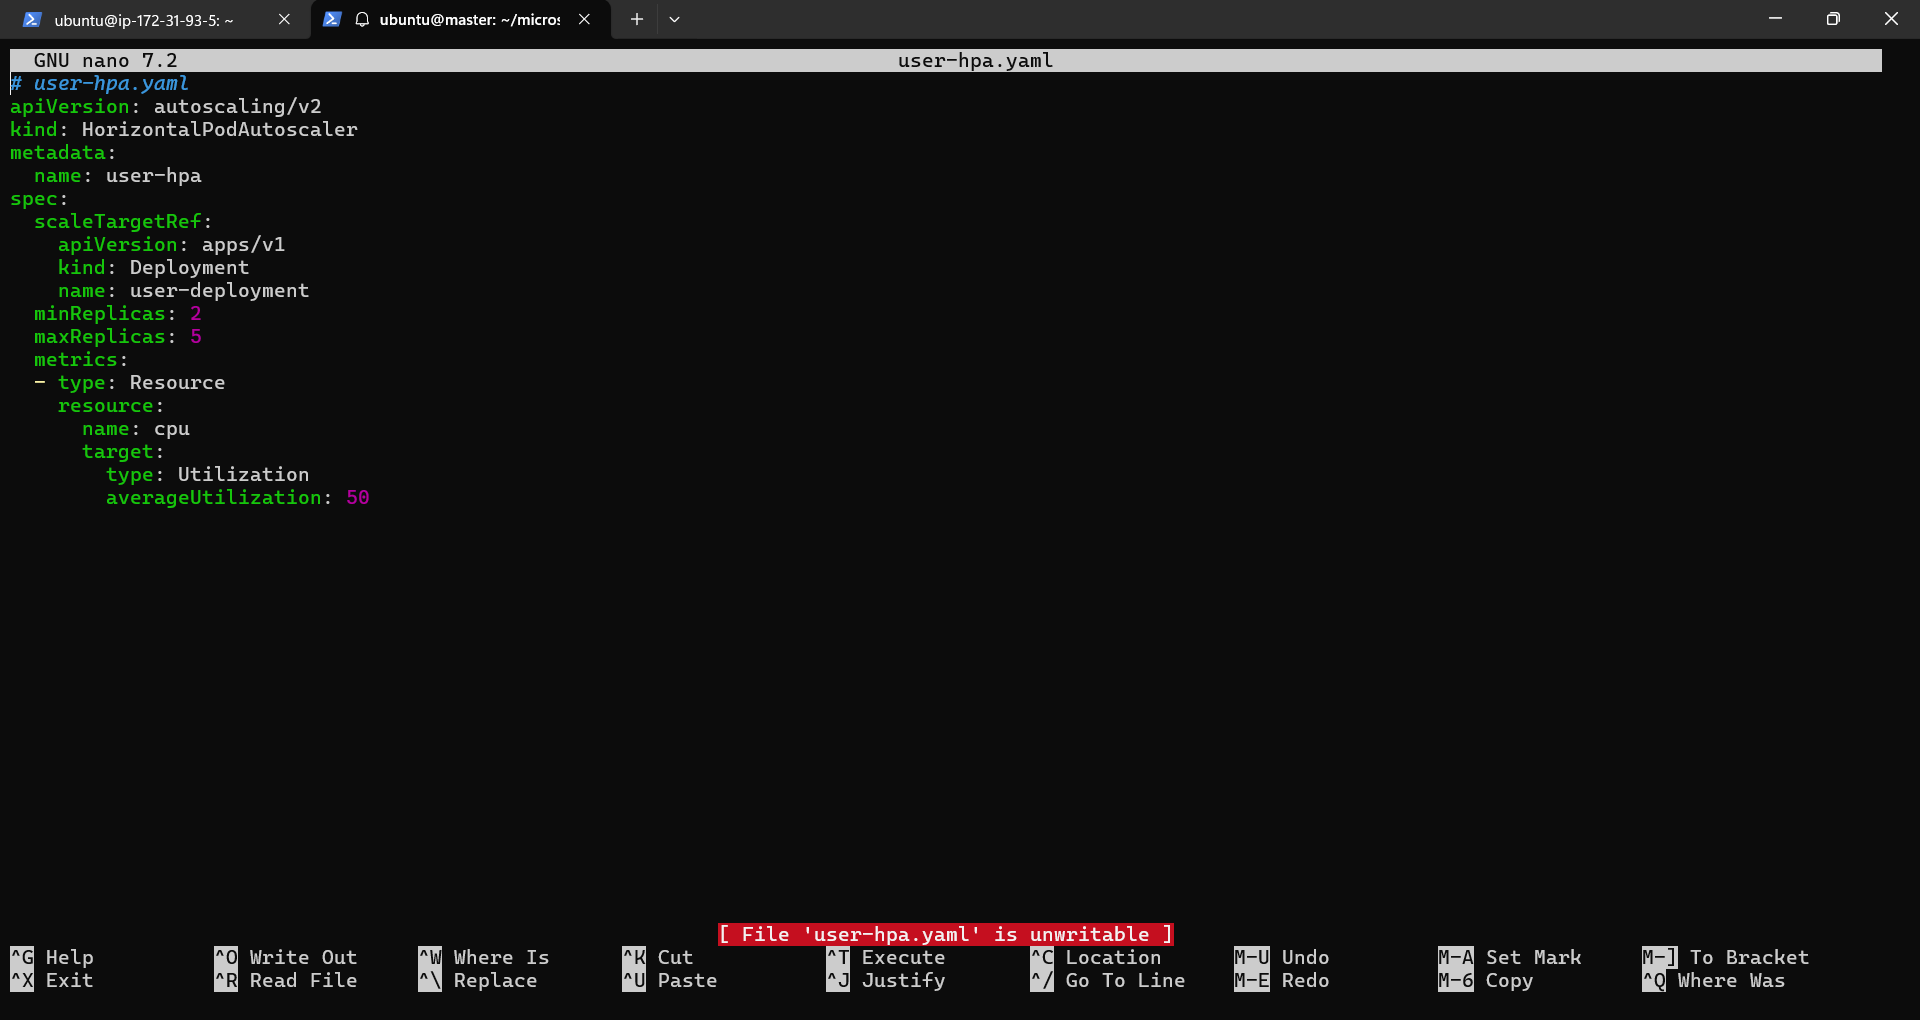 ubuntu@ip-172-31-93-5: ~
ubuntu@master: ~/micros
GNU nano 7.2 user-hpa.yaml
# user-hpa.yaml
apiVersion: autoscaling/v2
kind: HorizontalPodAutoscaler
metadata:
  name: user-hpa
spec:
  scaleTargetRef:
    apiVersion: apps/v1
    kind: Deployment
    name: user-deployment
  minReplicas: 2
  maxReplicas: 5
  metrics:
  - type: Resource
    resource:
      name: cpu
      target:
        type: Utilization
        averageUtilization: 50
[ File 'user-hpa.yaml' is unwritable ]
^G Help ^O Write Out ^W Where Is ^K Cut ^T Execute ^C Location M-U Undo M-A Set Mark M-] To Bracket
^X Exit ^R Read File ^\ Replace ^U Paste ^J Justify ^/ Go To Line M-E Redo M-6 Copy ^Q Where Was